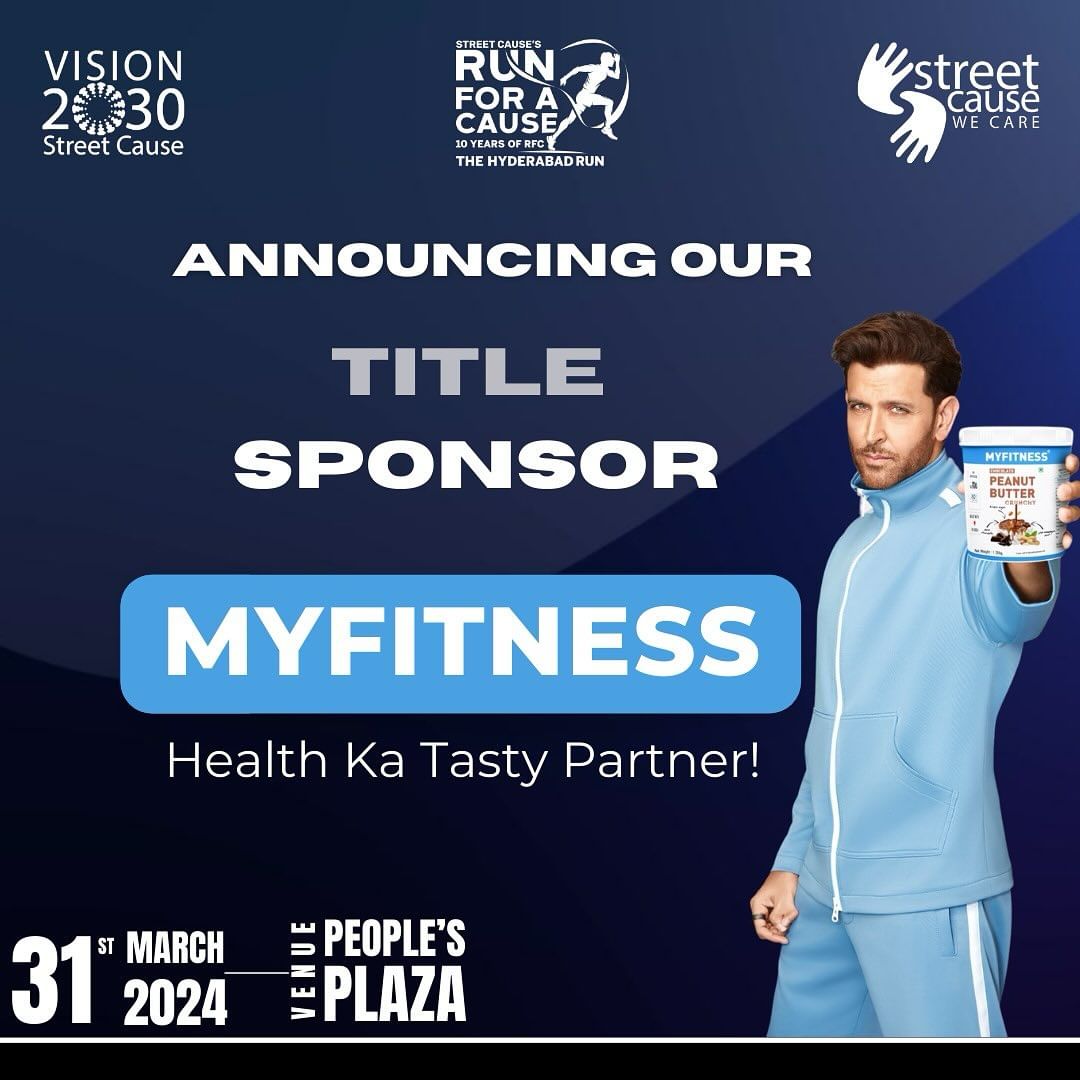 VISION
2030
Street Cause
STREET CAUSE'S
RUN
FOR A
CAUSE
10 YEARS OF RFC
THE HYDERABAD RUN
street
cause
WE CARE
ANNOUNCING OUR
TITLE
SPONSOR
MYFITNESS
Health Ka Tasty Partner!
MYFITNESS
CHOCOLATE
PEANUT
BUTTER
CRUNCHY
31ST MARCH
2024
VENUE
PEOPLE'S
PLAZA